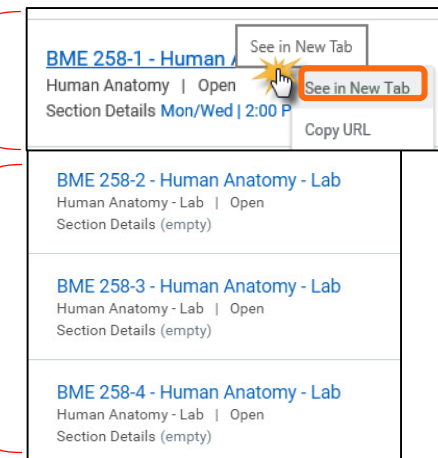 BME 258-1 - Human A
See in New Tab
Human Anatomy | Open
See in New Tab
Section Details Mon/Wed | 2:00 P
Copy URL
BME 258-2 - Human Anatomy - Lab
Human Anatomy - Lab | Open
Section Details (empty)
BME 258-3 - Human Anatomy - Lab
Human Anatomy - Lab | Open
Section Details (empty)
BME 258-4 - Human Anatomy - Lab
Human Anatomy - Lab | Open
Section Details (empty)